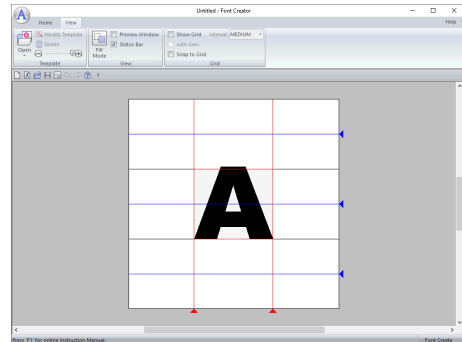 Untitled - Font Creator
Home View Help
Open
Modify Template
Delete
Template
Fill Mode
Preview Window
Status Bar
View
Show Grid Interval MEDIUM
with Axes
Snap to Grid
Grid
A
Press 'F1' for online Instruction Manual. Font Create